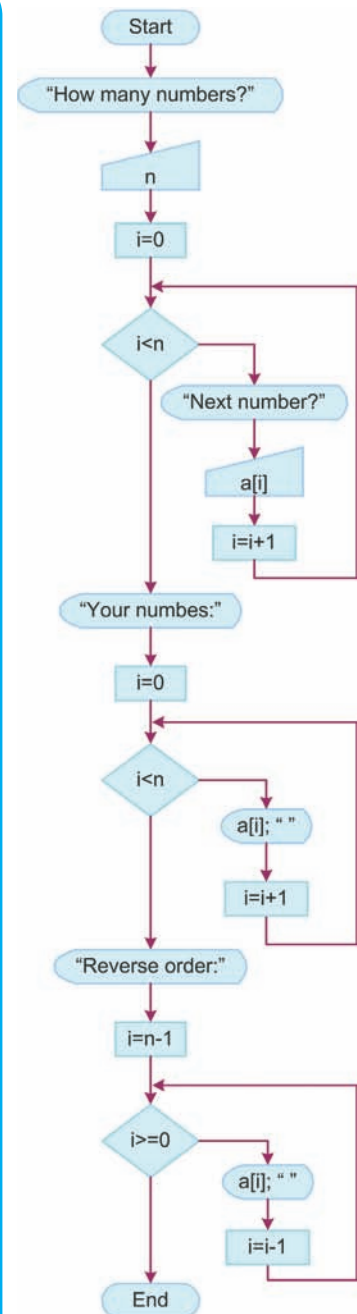 Start
“How many numbers?”
n
i=0
i<n
“Next number?”
a[i]
i=i+1
“Your numbes:”
i=0
i<n
a[i]; “ ”
i=i+1
“Reverse order:”
i=n-1
i>=0
a[i]; “ ”
i=i-1
End